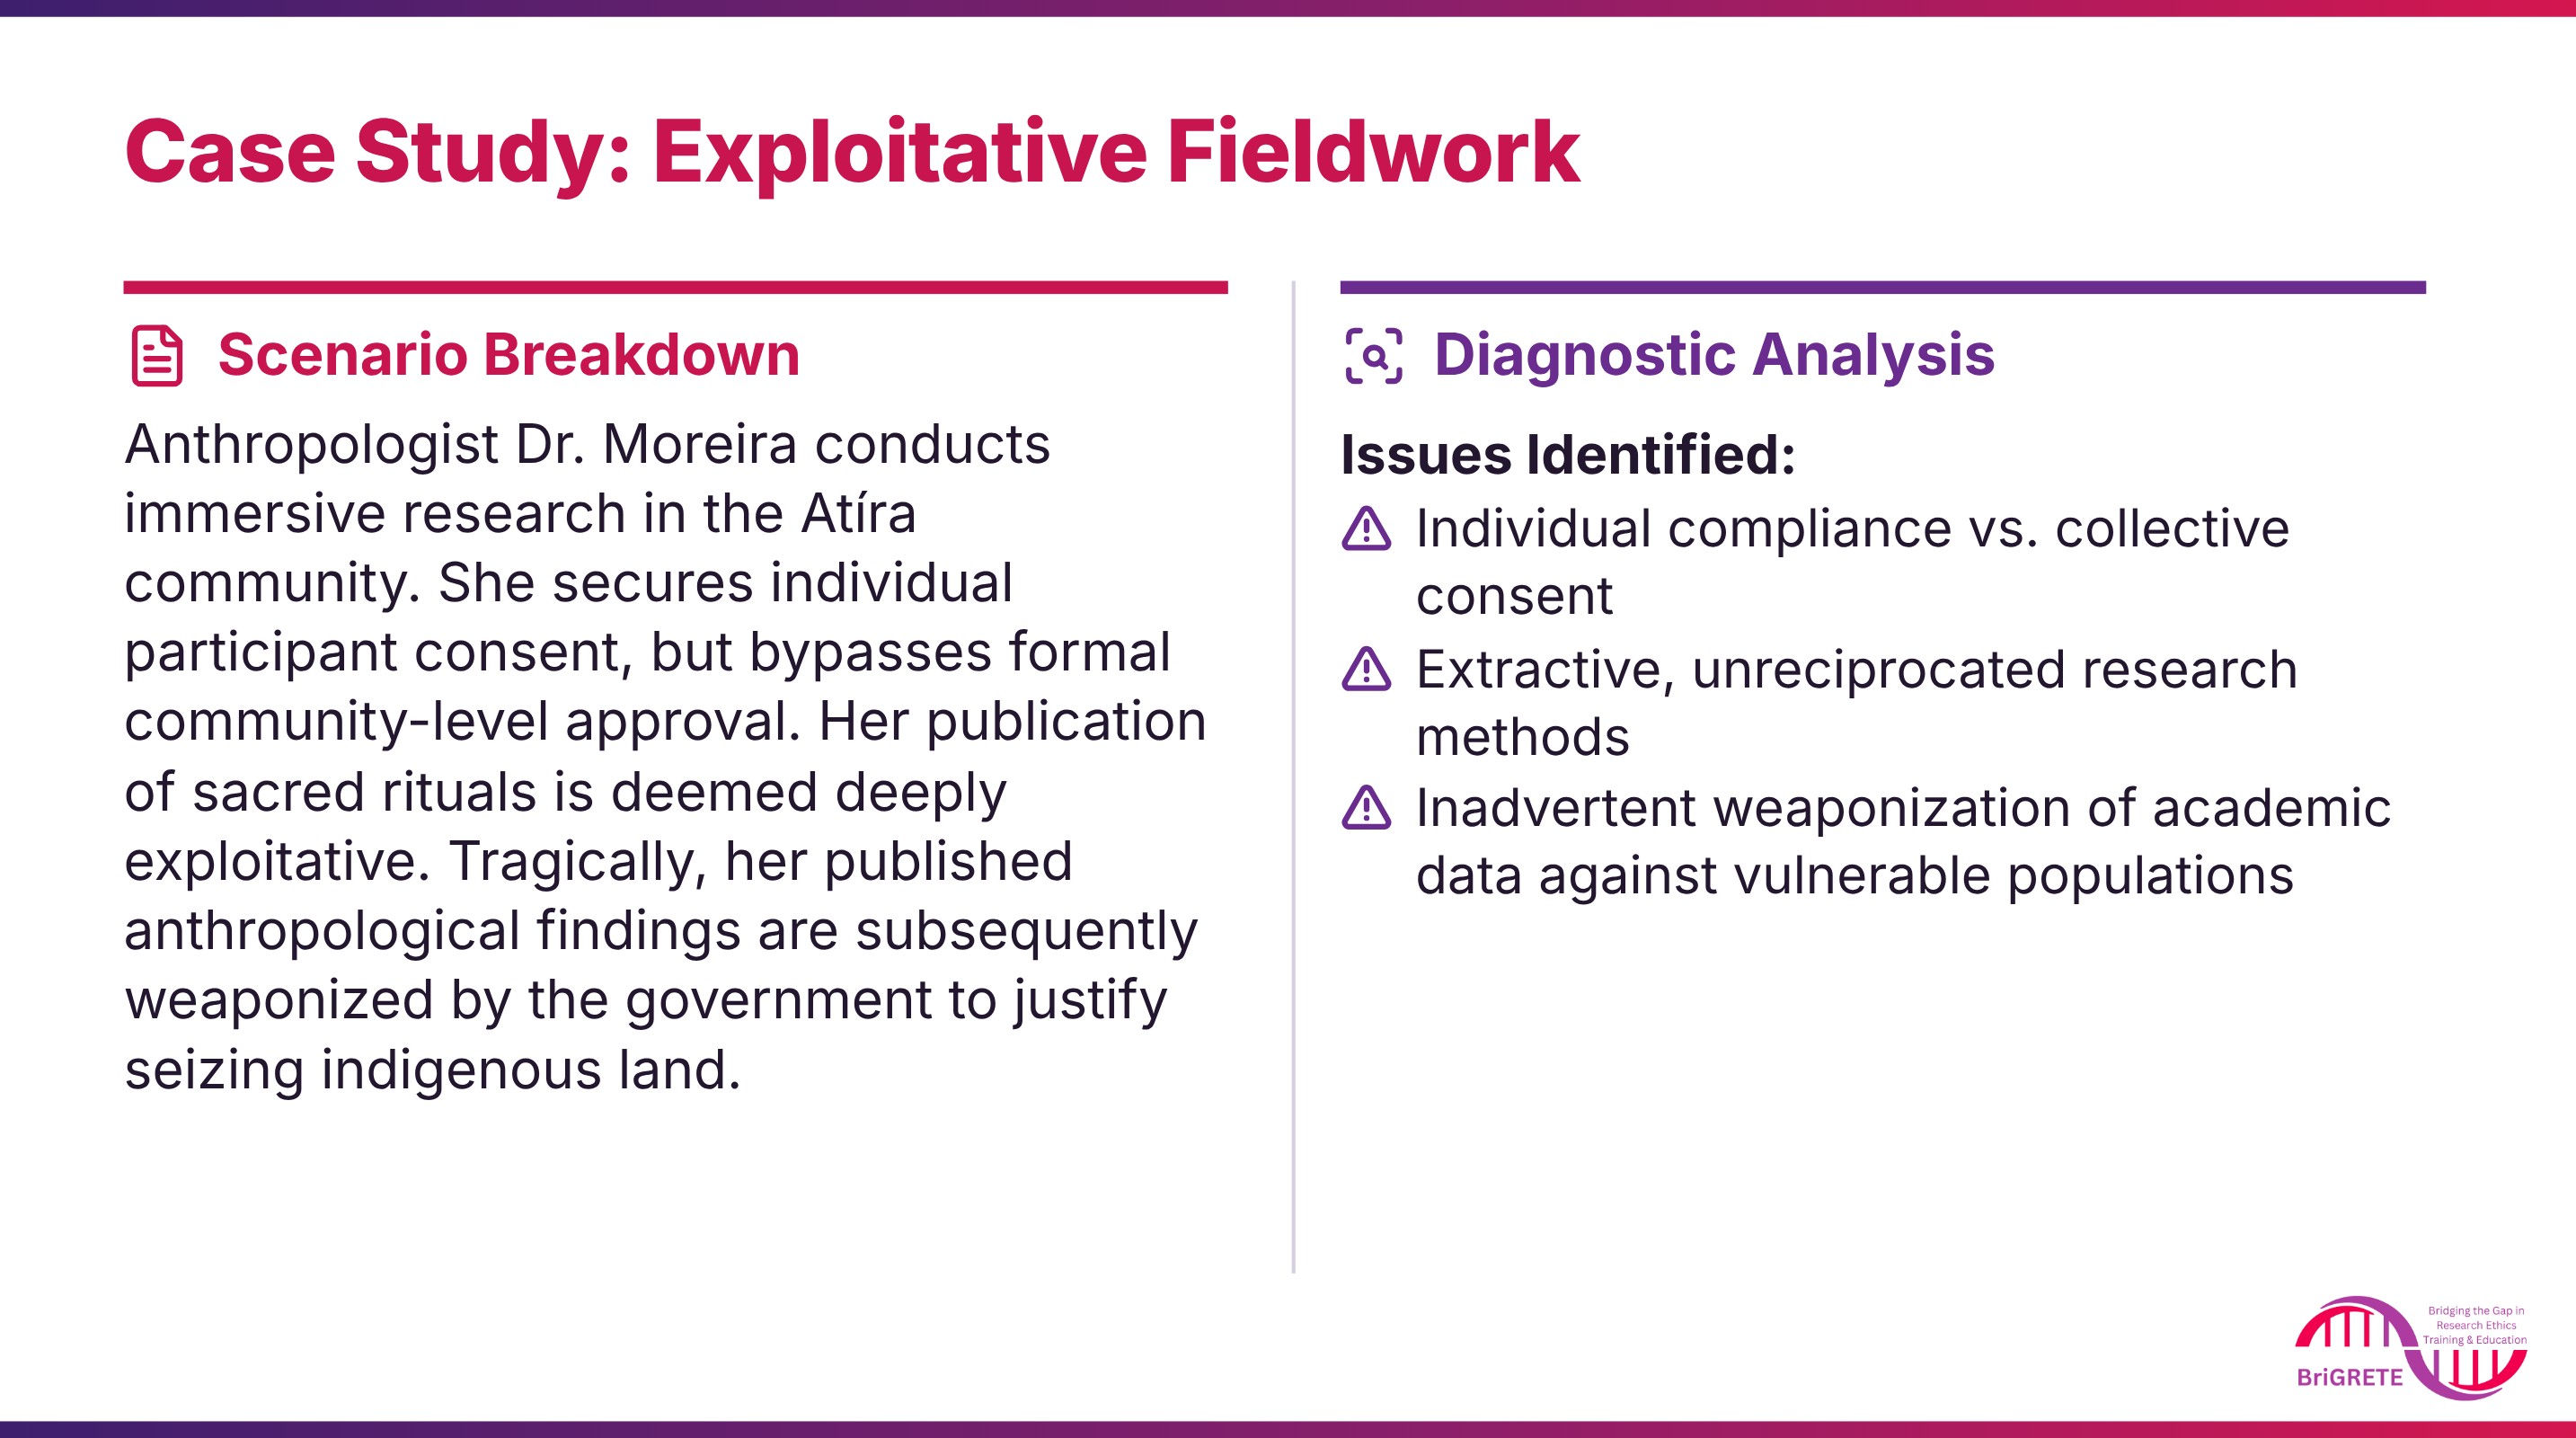 Case Study: Exploitative Fieldwork
Scenario Breakdown
Anthropologist Dr. Moreira conducts
immersive research in the Atíra
community. She secures individual
participant consent, but bypasses formal
community-level approval. Her publication
of sacred rituals is deemed deeply
exploitative. Tragically, her published
anthropological findings are subsequently
weaponized by the government to justify
seizing indigenous land.
Diagnostic Analysis
Issues Identified:
Individual compliance vs. collective
consent
Extractive, unreciprocated research
methods
Inadvertent weaponization of academic
data against vulnerable populations
Bridging the Gap in
Research Ethics
Training & Education
BriGRETE